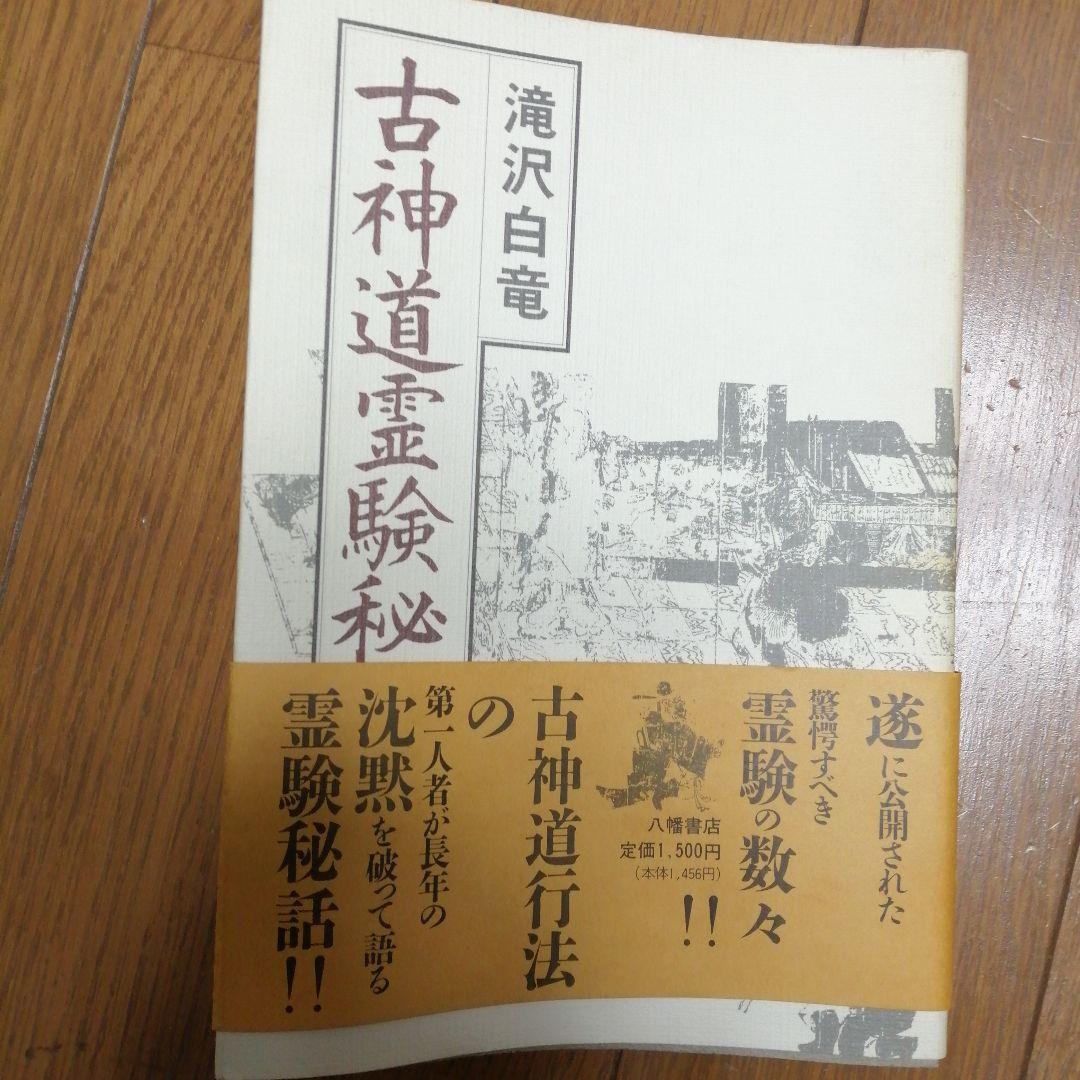 滝沢白竜
古神道霊験秘
遂に公開された
驚愕すべき
霊験の数々
!!
八幡書店
定価1,500円
(本体1,456円)
古神道行法
の
第一人者が長年の
沈黙を破って語る
霊験秘話!!